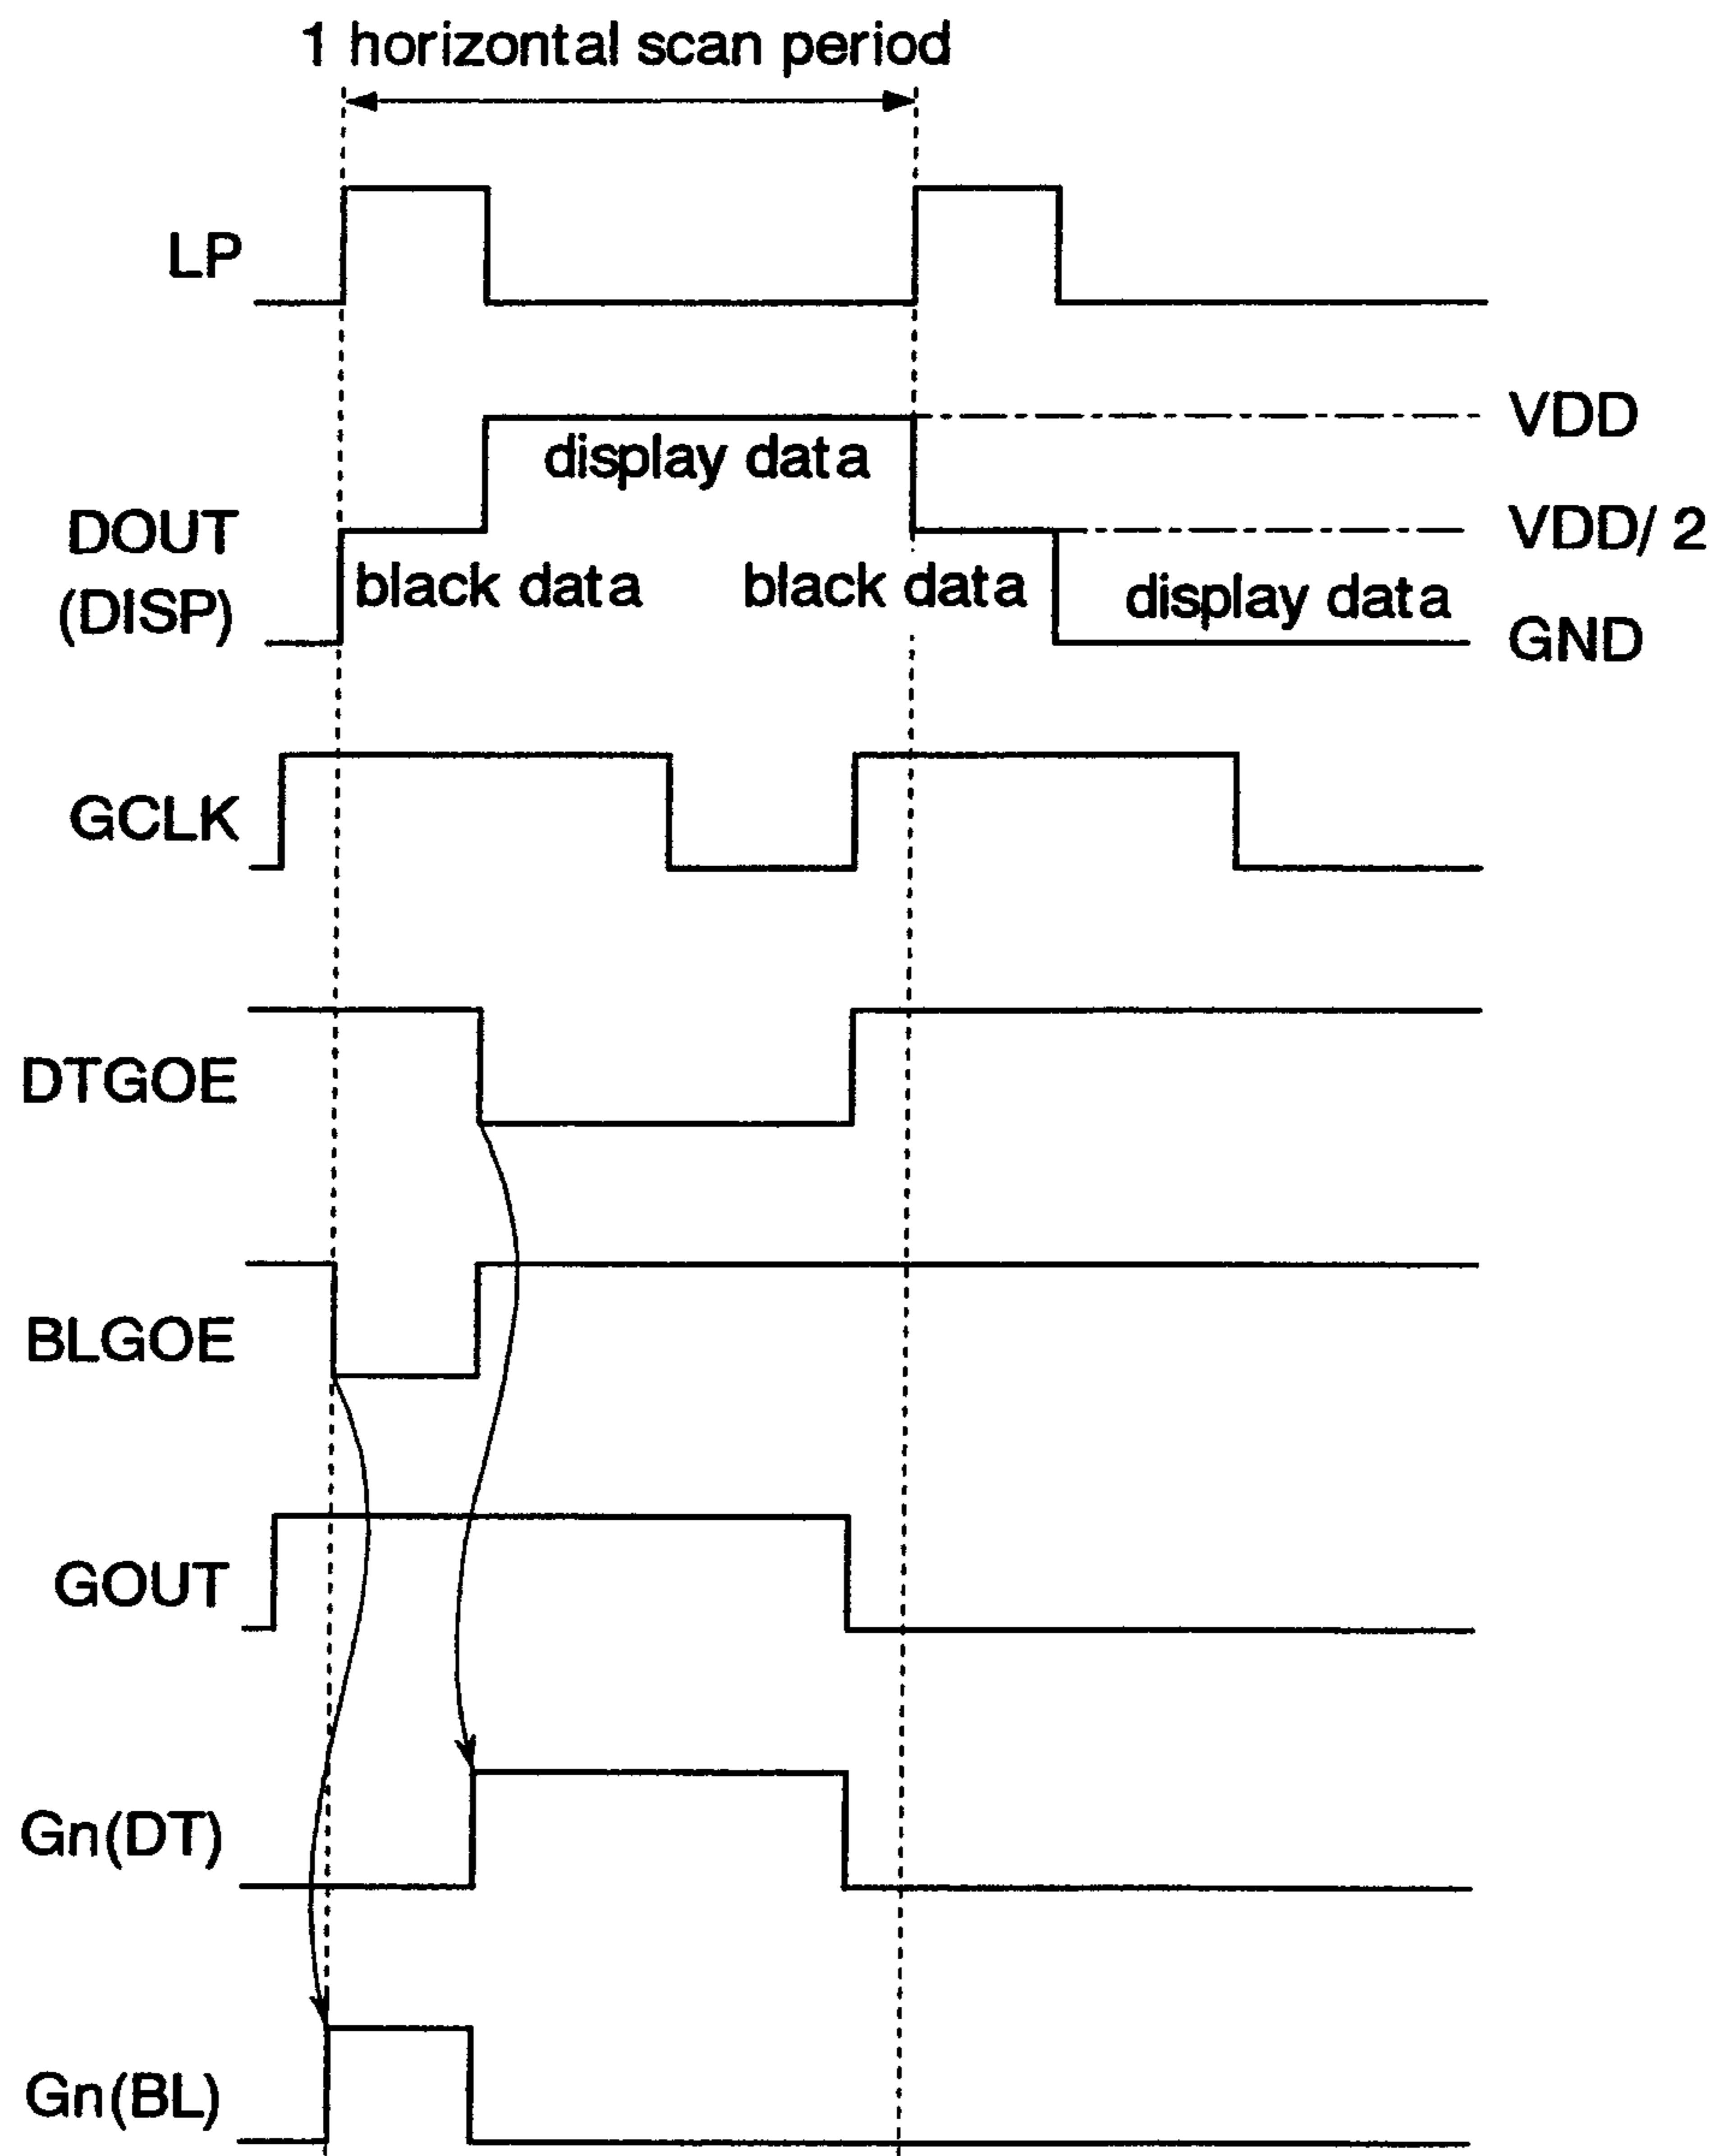 1 horizontal scan period
LP
VDD
display data
DOUT
(DISP)
VDD/ 2
black data
black data
display data
GND
GCLK
DTGOE
BLGOE
GOUT
Gn(DT)
Gn(BL)